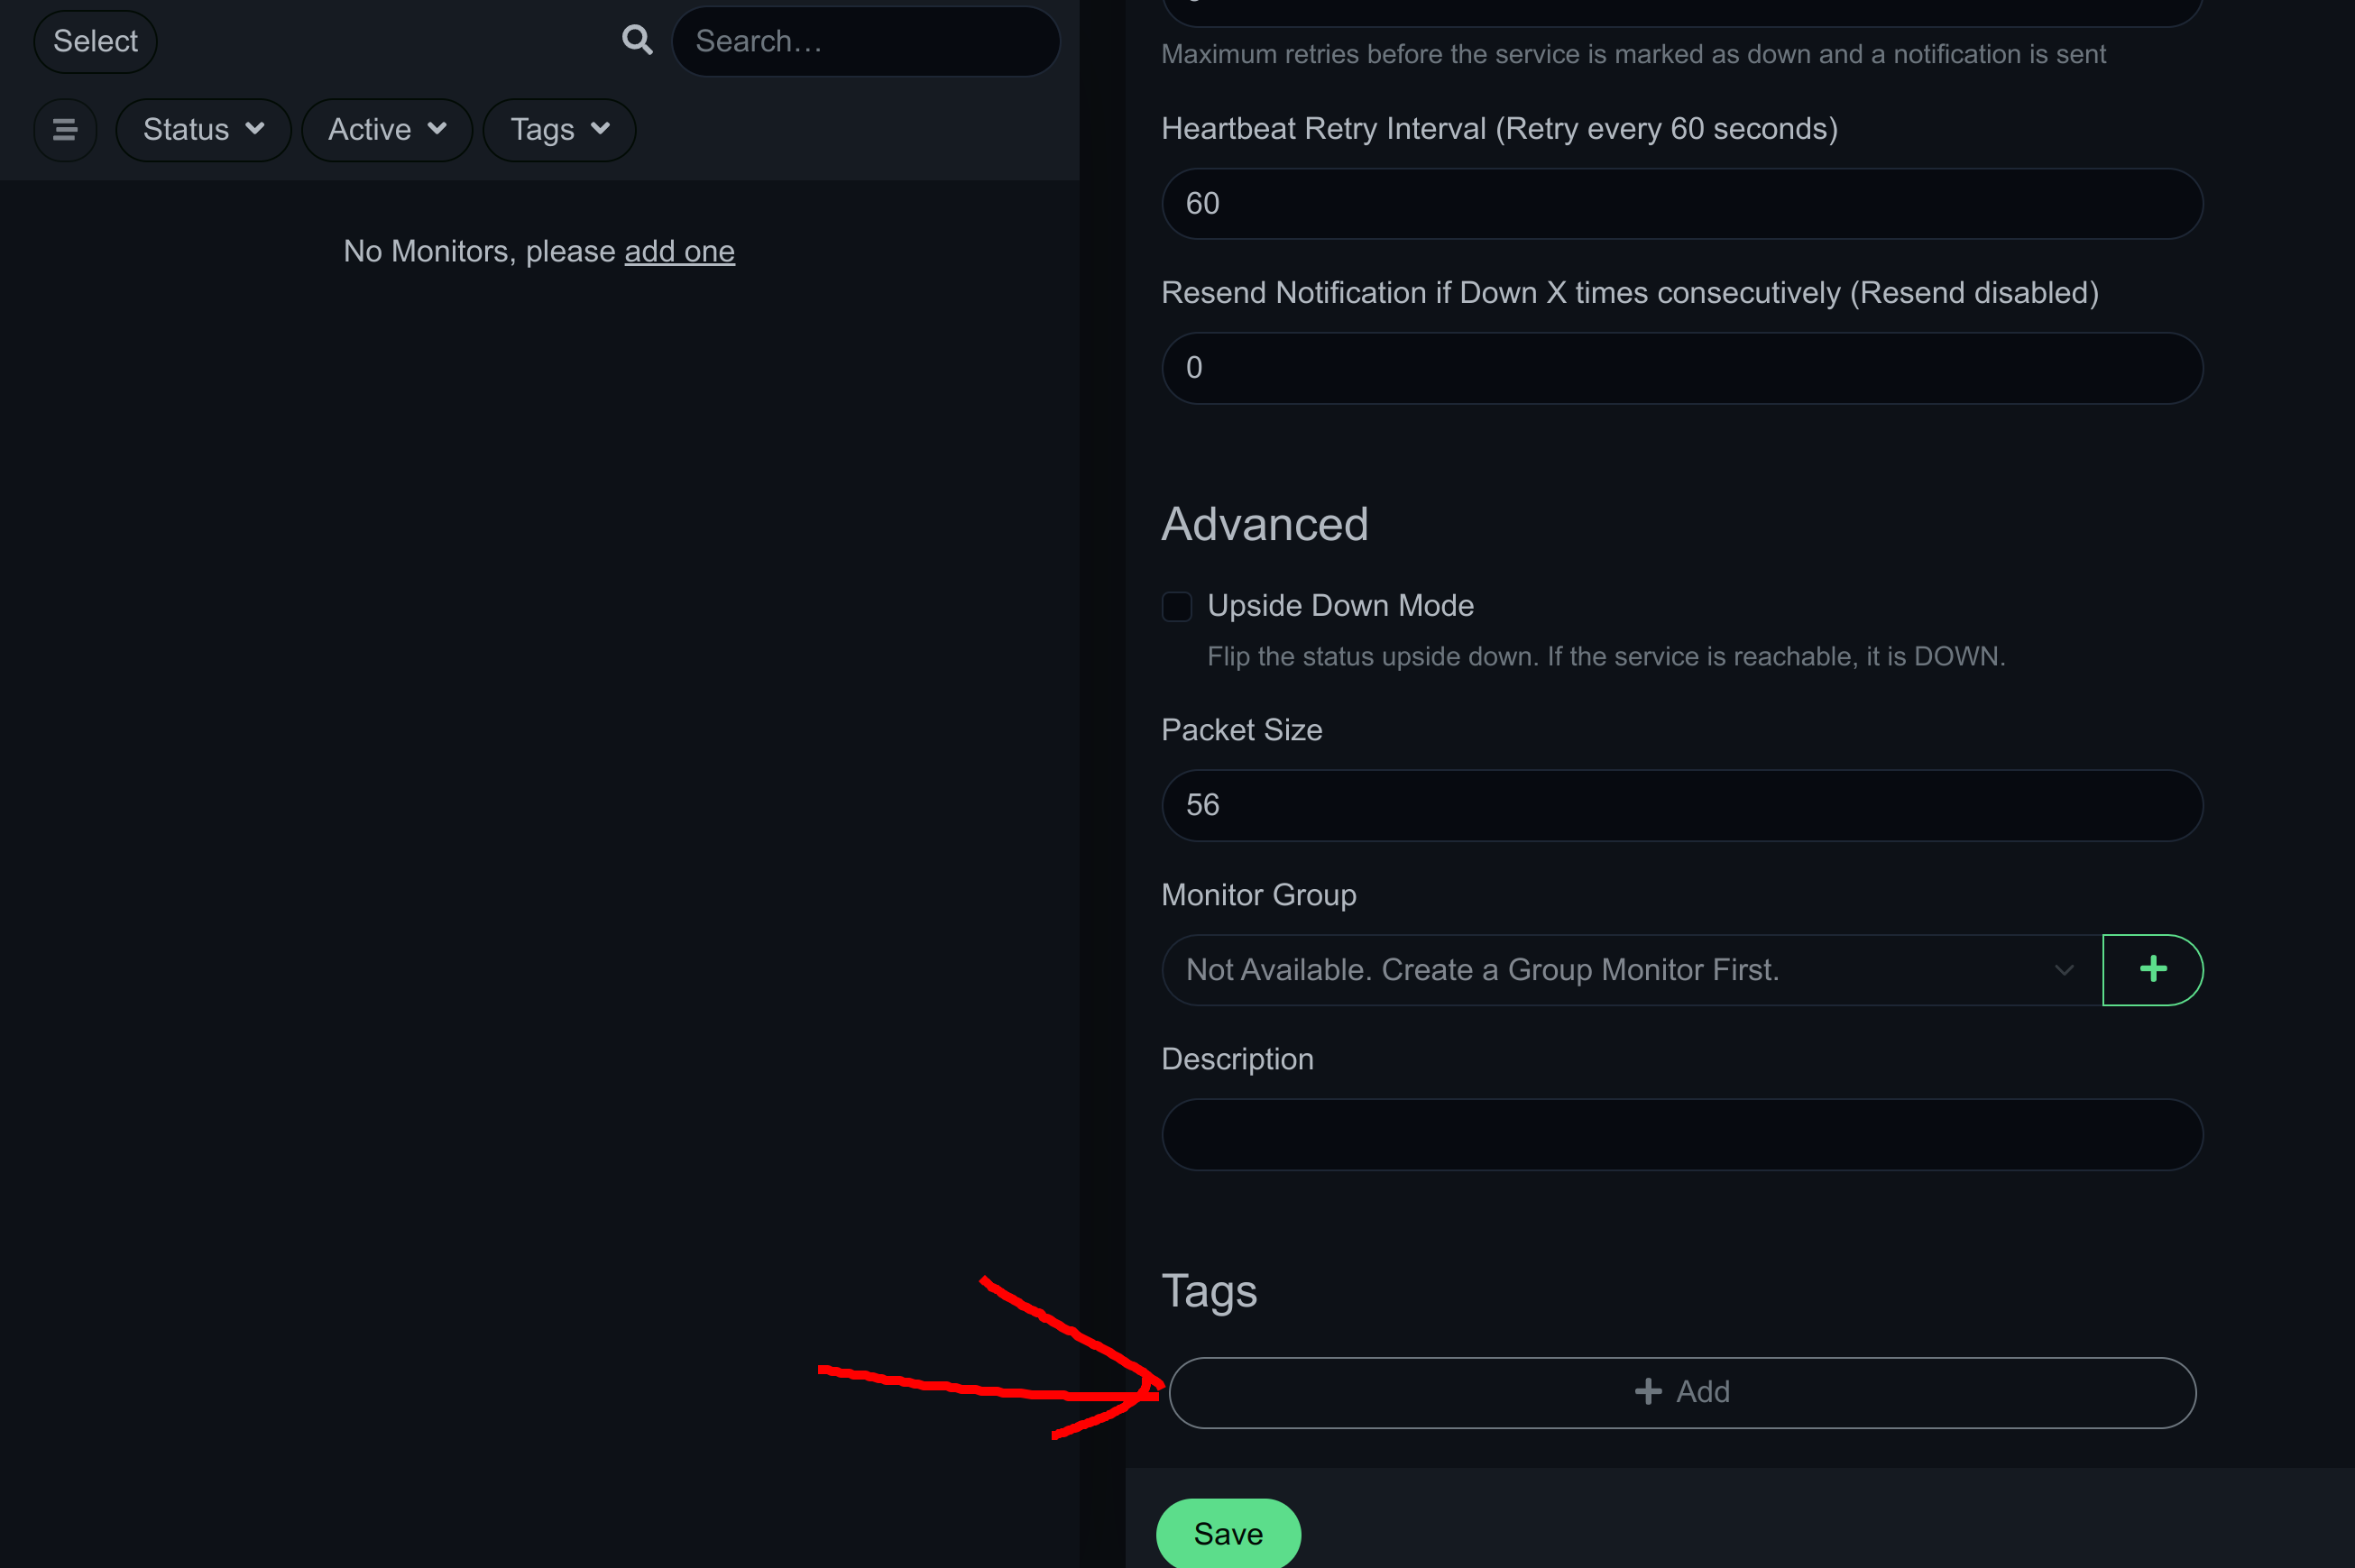 Select
Search...
Status
Active
Tags
No Monitors, please add one
Maximum retries before the service is marked as down and a notification is sent
Heartbeat Retry Interval (Retry every 60 seconds)
60
Resend Notification if Down X times consecutively (Resend disabled)
0
Advanced
Upside Down Mode
Flip the status upside down. If the service is reachable, it is DOWN.
Packet Size
56
Monitor Group
Not Available. Create a Group Monitor First.
Description
Tags
Add
Save